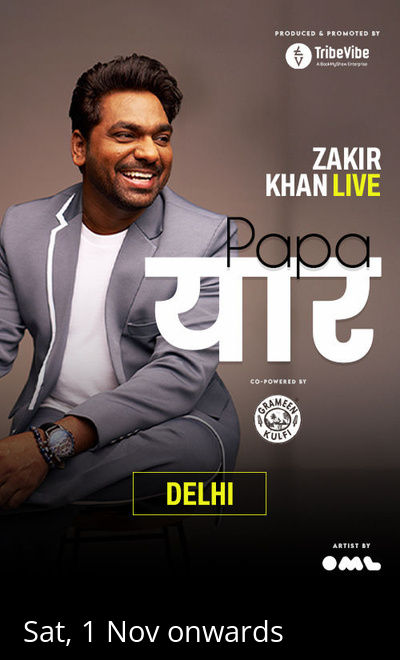 PRODUCED & PROMOTED BY
TribeVibe
A BookMyShow Enterprise
ZAKIR
KHAN LIVE
Papa
यार
CO-POWERED BY
GRAMEEN
KULFI
DELHI
ARTIST BY
OML
Sat, 1 Nov onwards